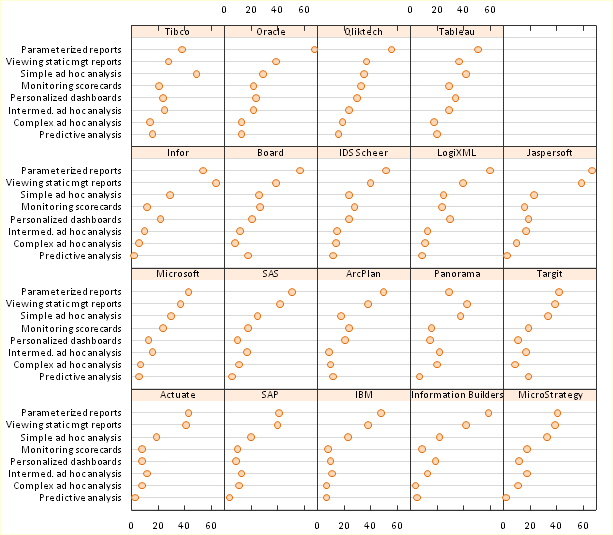 0 20 40 60 0 20 40 60
Tibco Oracle Qliktech Tableau
Parameterized reports
Viewing static mgt reports
Simple ad hoc analysis
Monitoring scorecards
Personalized dashboards
Intermed. ad hoc analysis
Complex ad hoc analysis
Predictive analysis
Infor Board IDS Scheer LogiXML Jaspersoft
Parameterized reports
Viewing static mgt reports
Simple ad hoc analysis
Monitoring scorecards
Personalized dashboards
Intermed. ad hoc analysis
Complex ad hoc analysis
Predictive analysis
Microsoft SAS ArcPlan Panorama Targit
Parameterized reports
Viewing static mgt reports
Simple ad hoc analysis
Monitoring scorecards
Personalized dashboards
Intermed. ad hoc analysis
Complex ad hoc analysis
Predictive analysis
Actuate SAP IBM Information Builders MicroStrategy
Parameterized reports
Viewing static mgt reports
Simple ad hoc analysis
Monitoring scorecards
Personalized dashboards
Intermed. ad hoc analysis
Complex ad hoc analysis
Predictive analysis
0 20 40 60 0 20 40 60 0 20 40 60